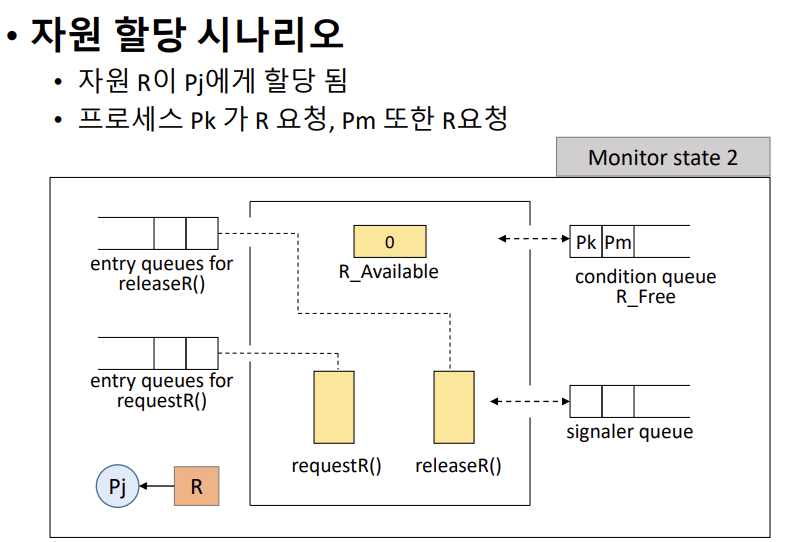 • 자원 할당 시나리오
• 자원 R이 Pj에게 할당 됨
• 프로세스 Pk 가 R 요청, Pm 또한 R요청
Monitor state 2
entry queues for
releaseR()
0
R_Available
Pk Pm
condition queue
R_Free
entry queues for
requestR()
signaler queue
requestR() releaseR()
Pj R